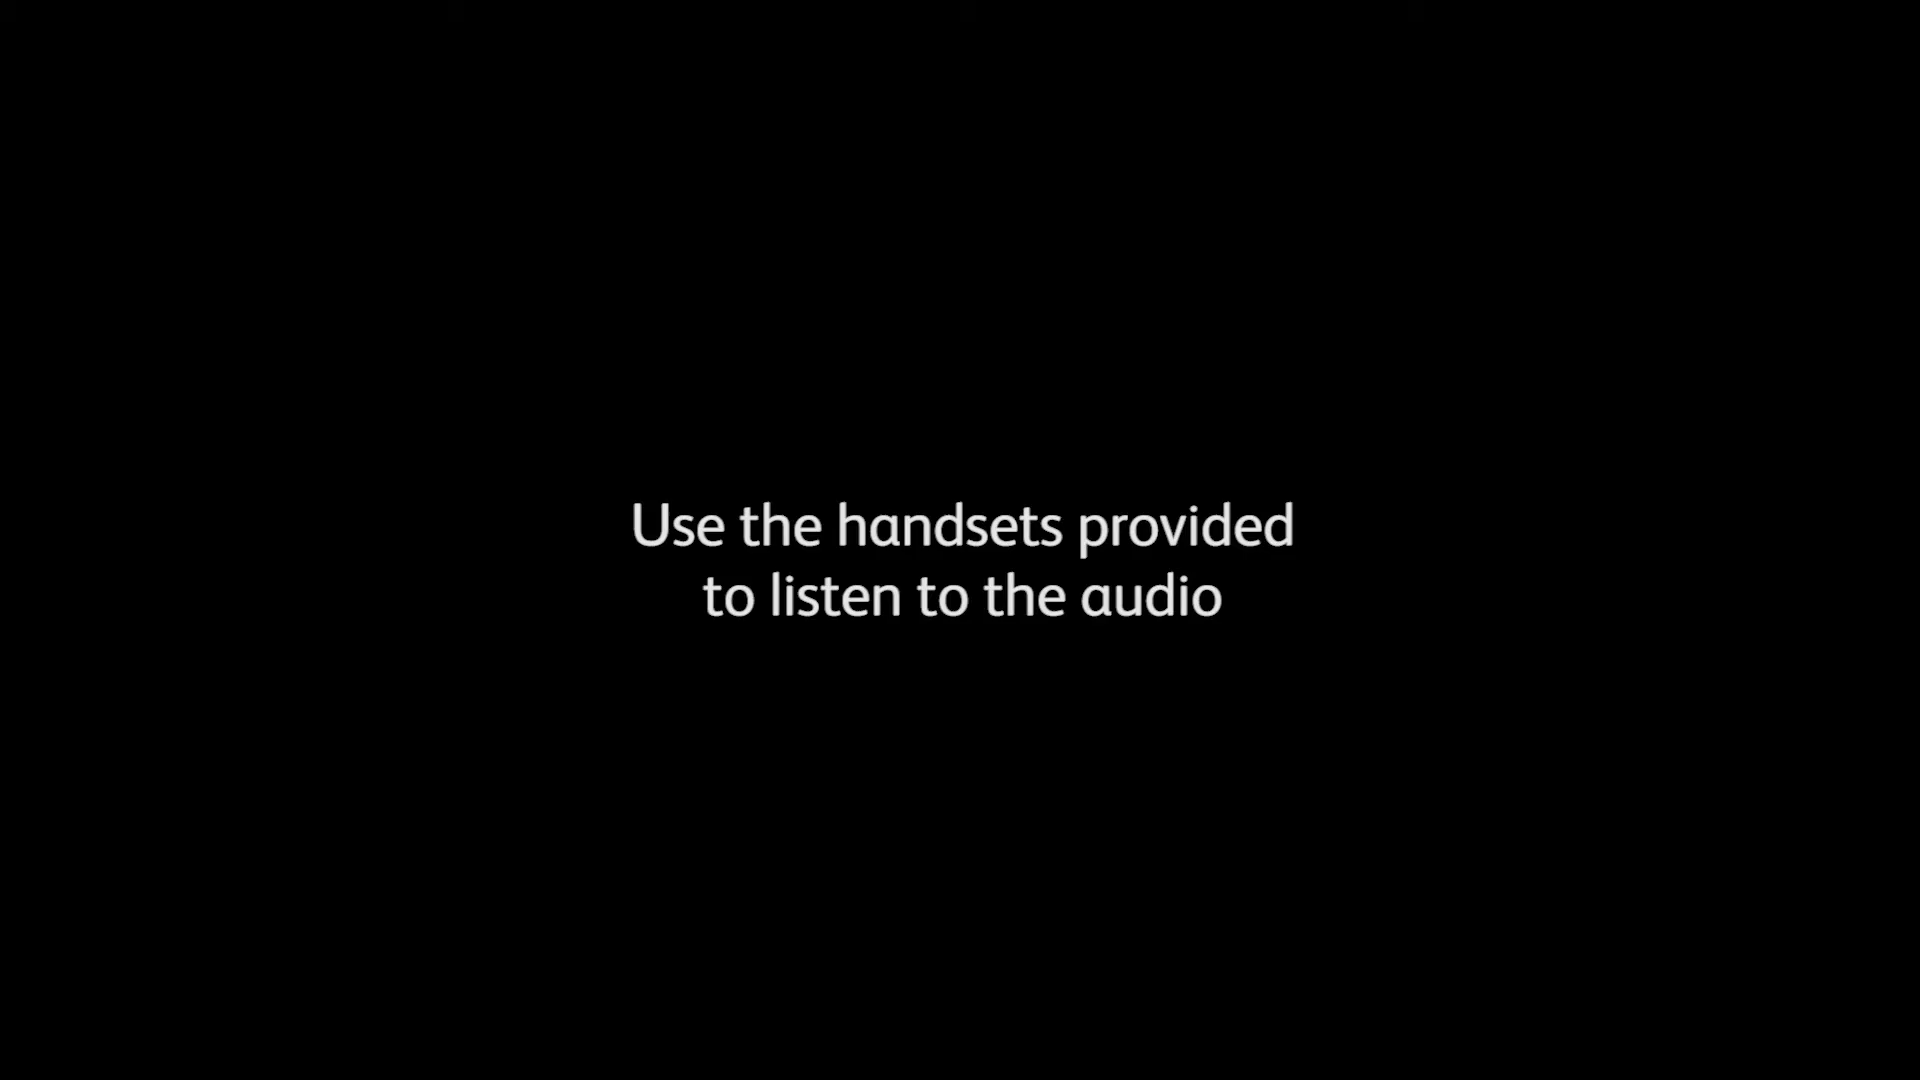 Use the handsets provided
to listen to the audio